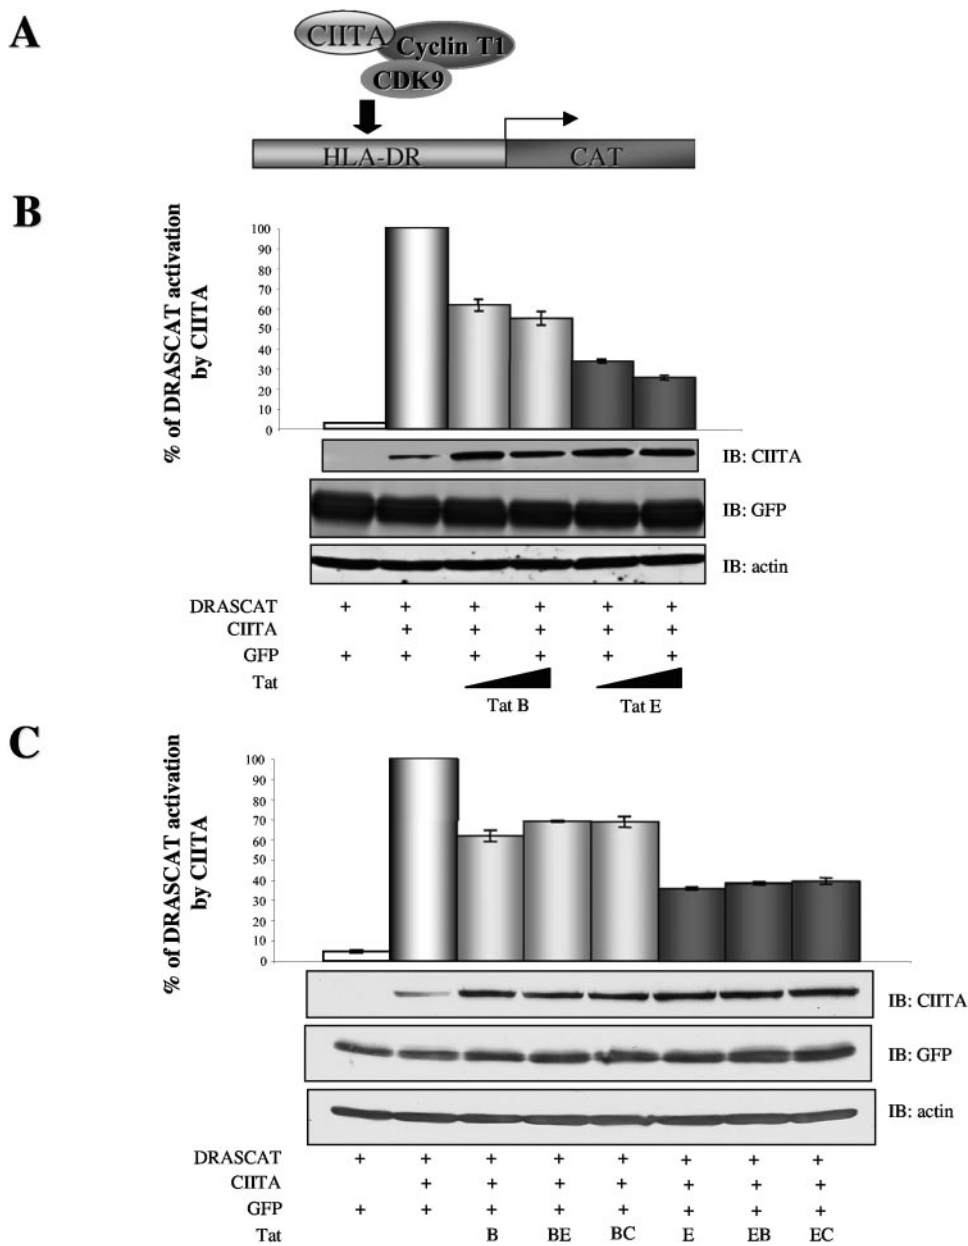 A
CIITA
Cyclin T1
CDK9
HLA-DR CAT
B
% of DRASCAT activation
by CIITA
100
90
80
70
60
50
40
30
20
10
0
IB: CIITA
IB: GFP
IB: actin
DRASCAT + + + + + +
CIITA + + + + +
GFP + + + + + +
Tat
Tat B Tat E
C
% of DRASCAT activation
by CIITA
100
90
80
70
60
50
40
30
20
10
0
IB: CIITA
IB: GFP
IB: actin
DRASCAT + + + + + + + +
CIITA + + + + + + +
GFP + + + + + + + +
Tat B BE BC E EB EC